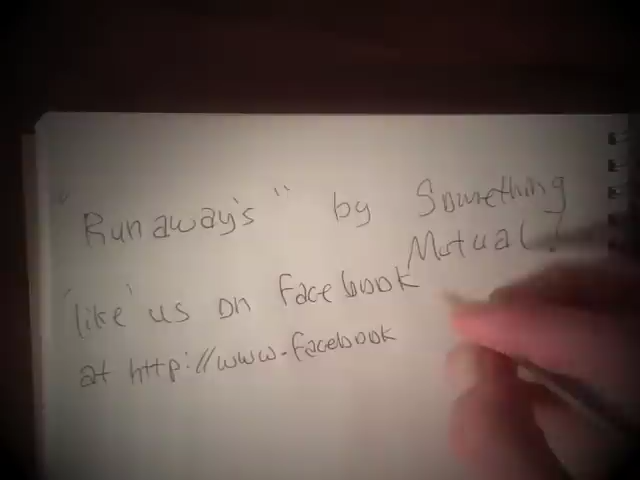 "Runaway's" by Something
Mutual!
'like' us on Facebook
at http://www.facebook